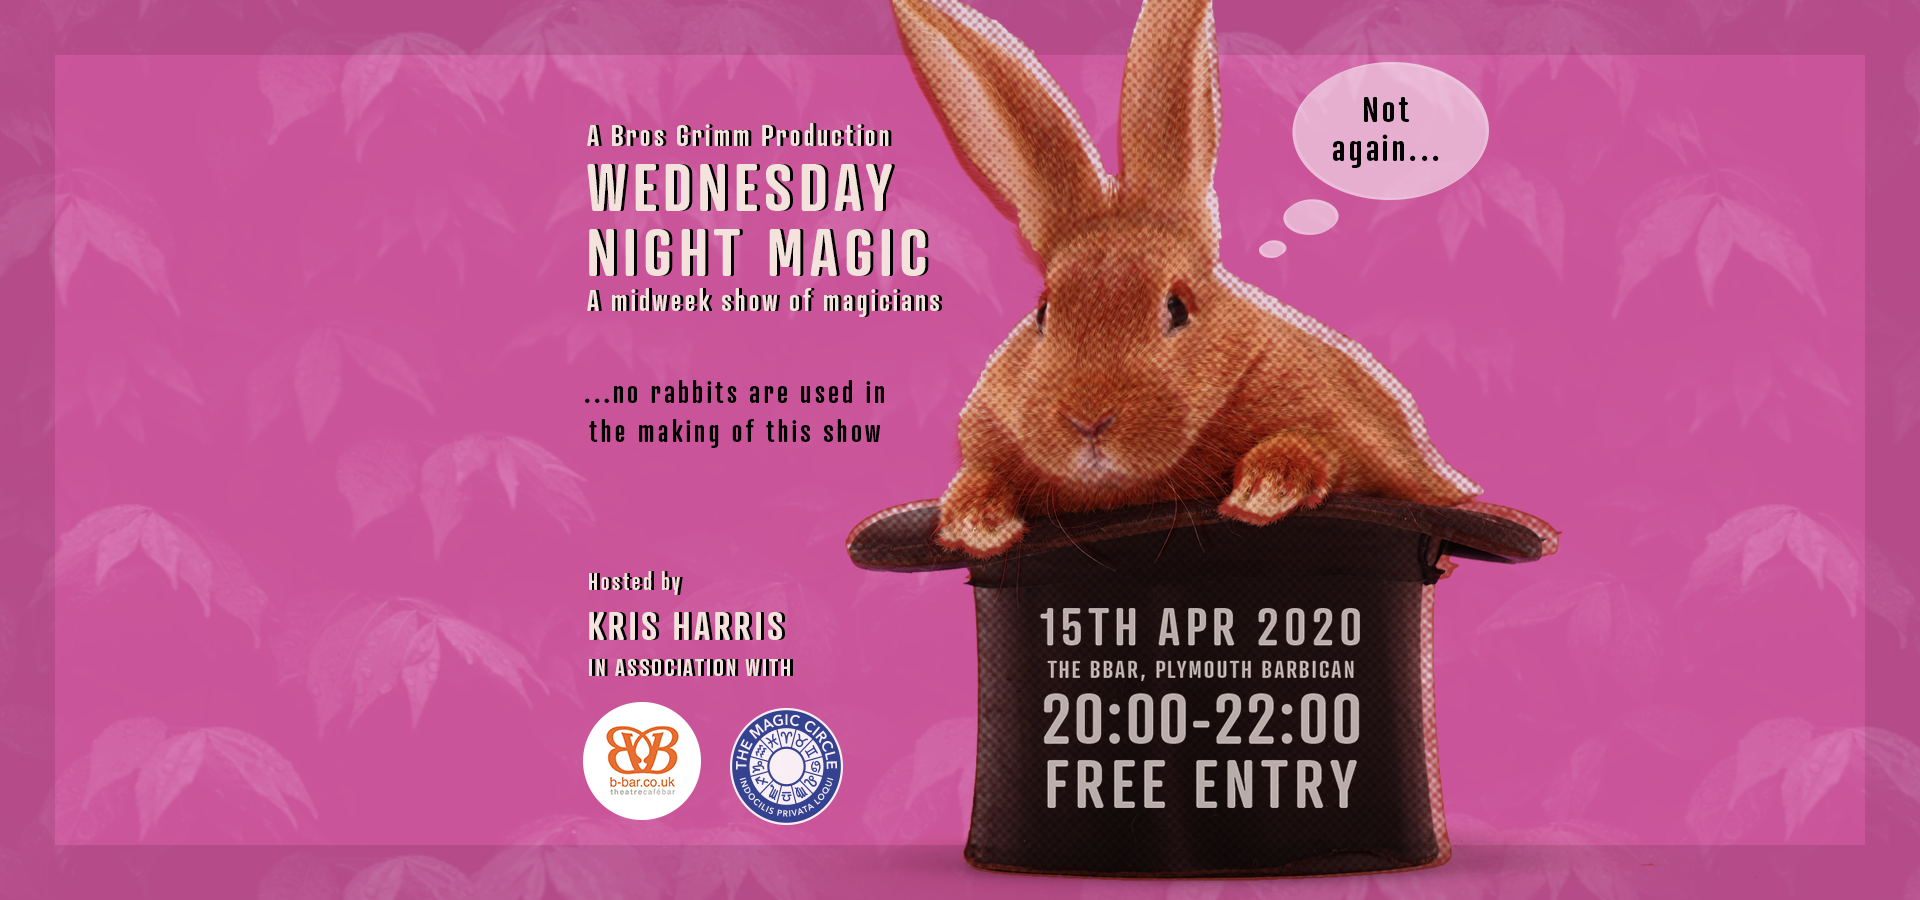 A Bros Grimm Production
WEDNESDAY
NIGHT MAGIC
A midweek show of magicians
Not
again...
...no rabbits are used in
the making of this show
Hosted by
KRIS HARRIS
IN ASSOCIATION WITH
BB
b-bar.co.uk
theatrecafébar
THE MAGIC CIRCLE
INDOCILIS PRIVATA LOQUI
15TH APR 2020
THE BBAR, PLYMOUTH BARBICAN
20:00-22:00
FREE ENTRY